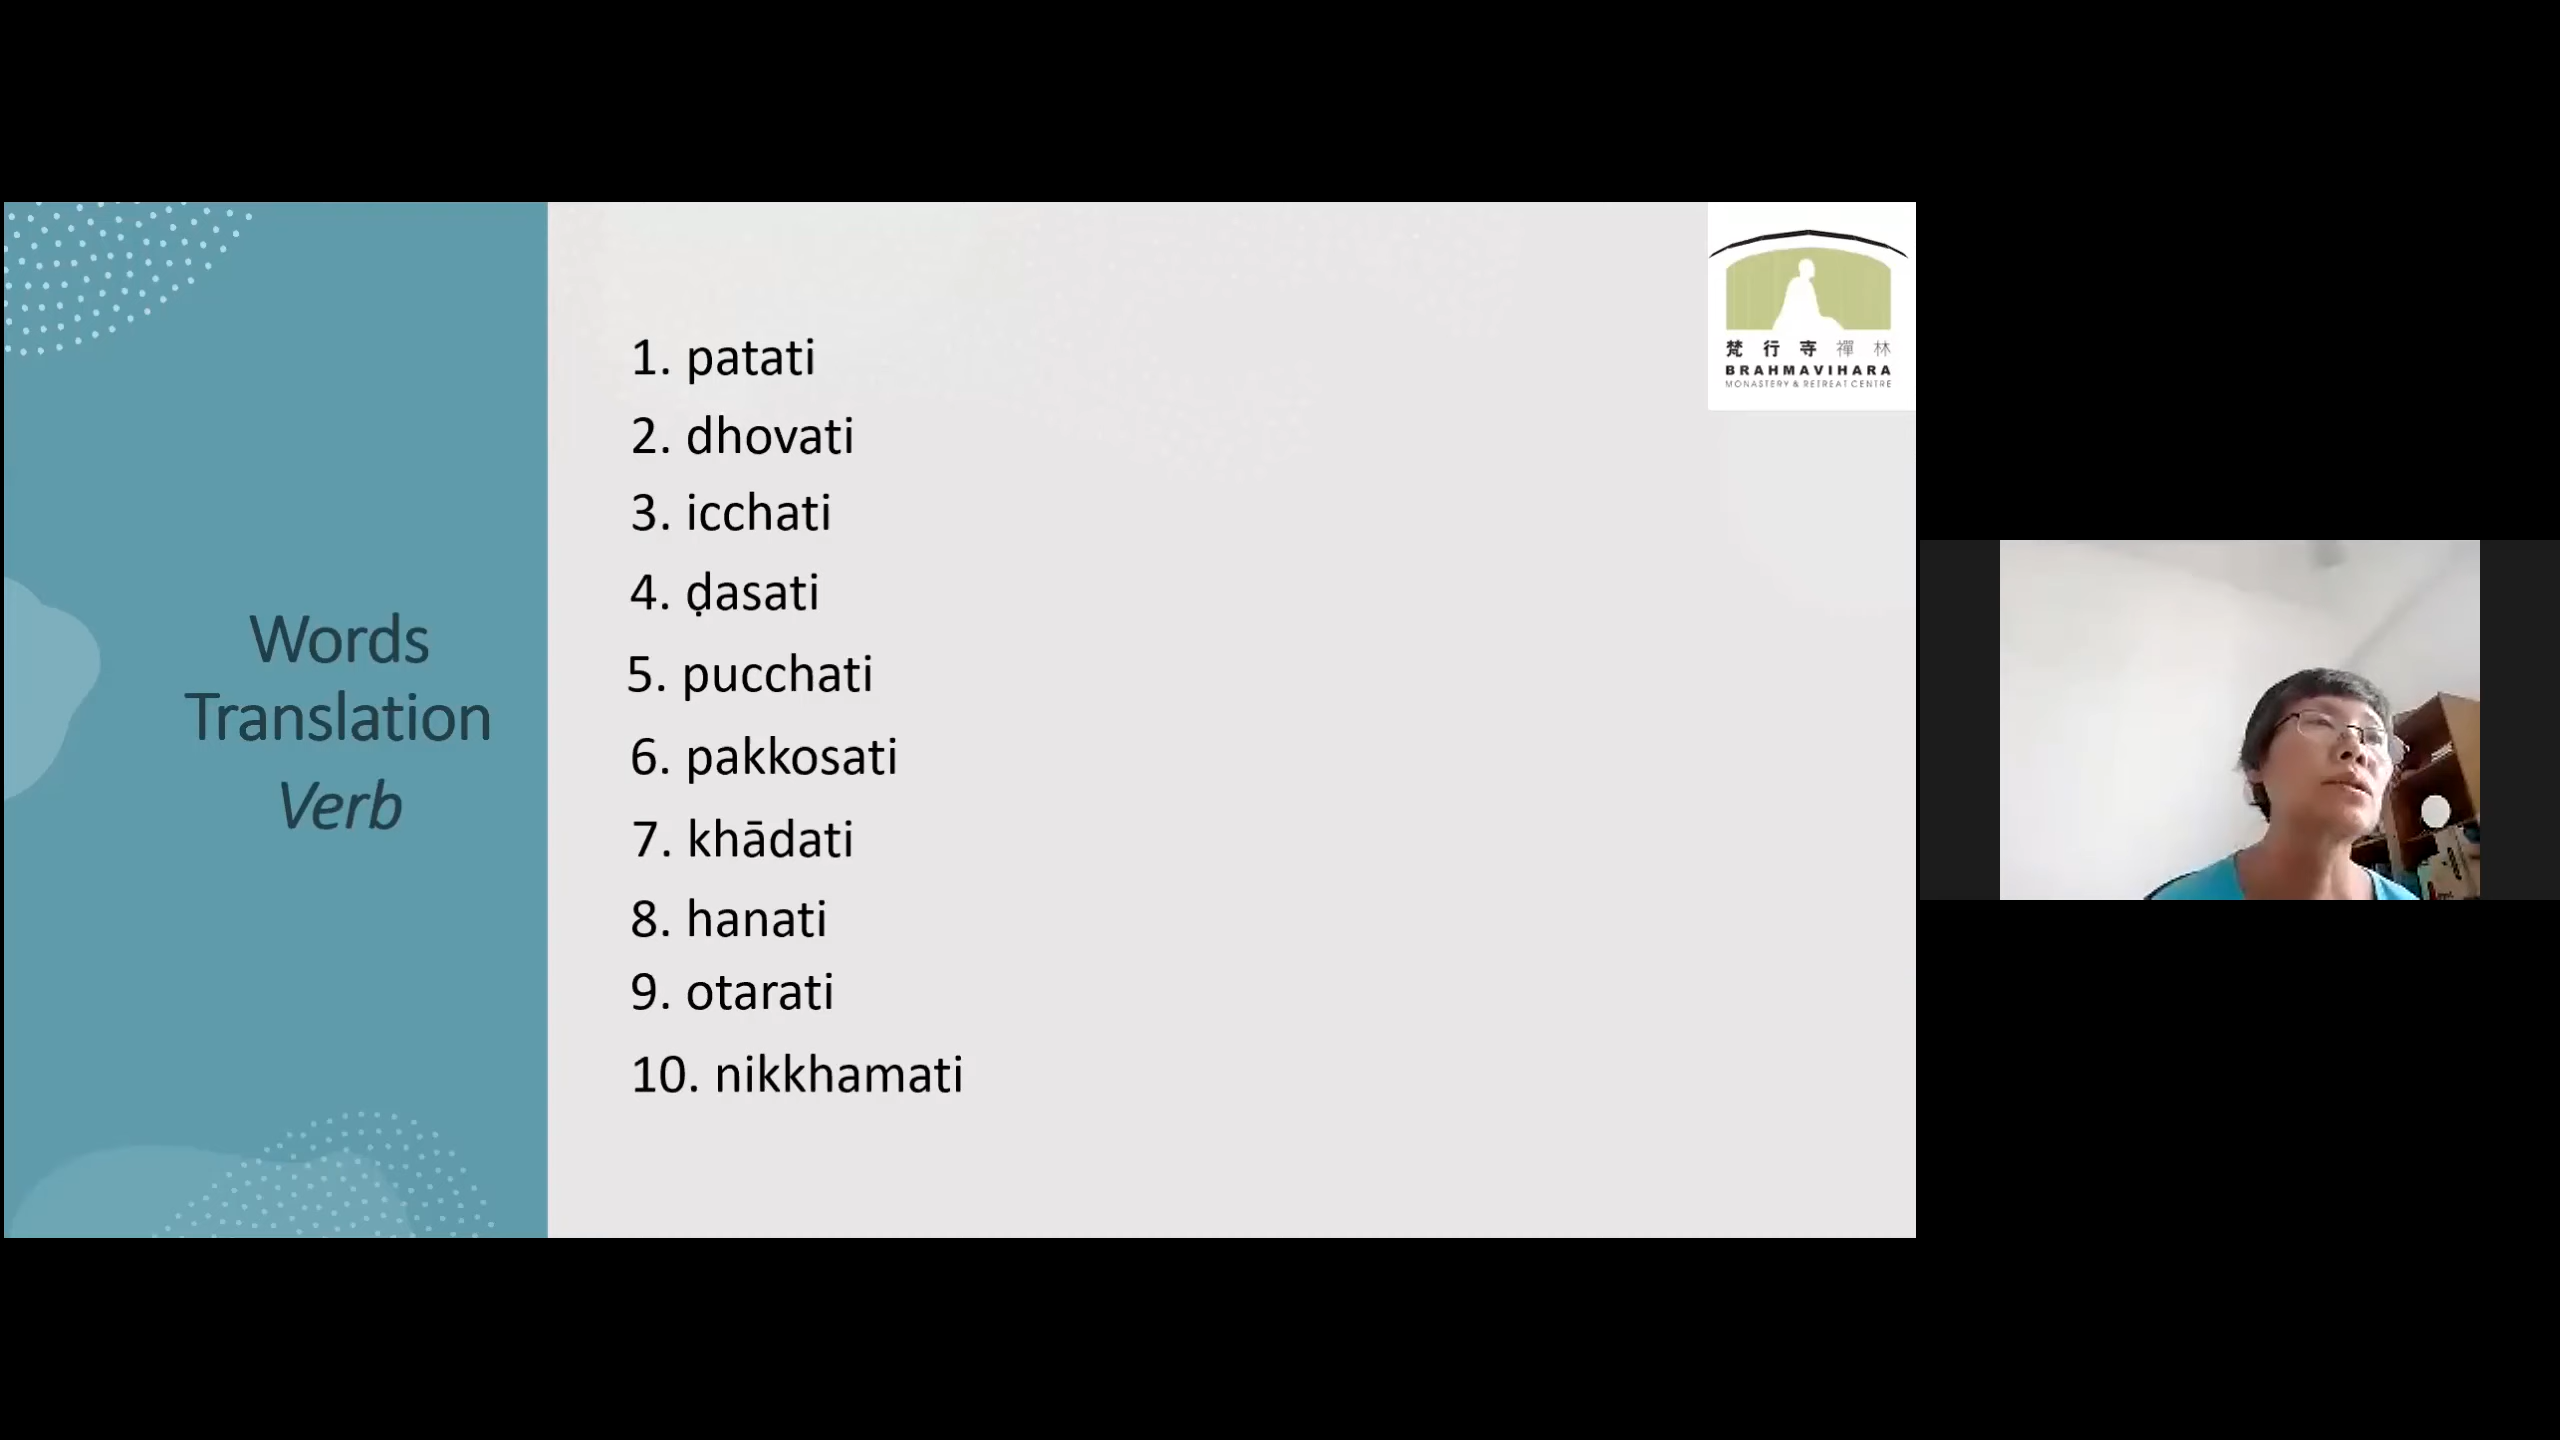 Words
Translation
Verb
1. patati
2. dhovati
3. icchati
4. ḍasati
5. pucchati
6. pakkosati
7. khādati
8. hanati
9. otarati
10. nikkhamati
梵行寺禪林
BRAHMAVIHARA
MONASTERY & RETREAT CENTRE